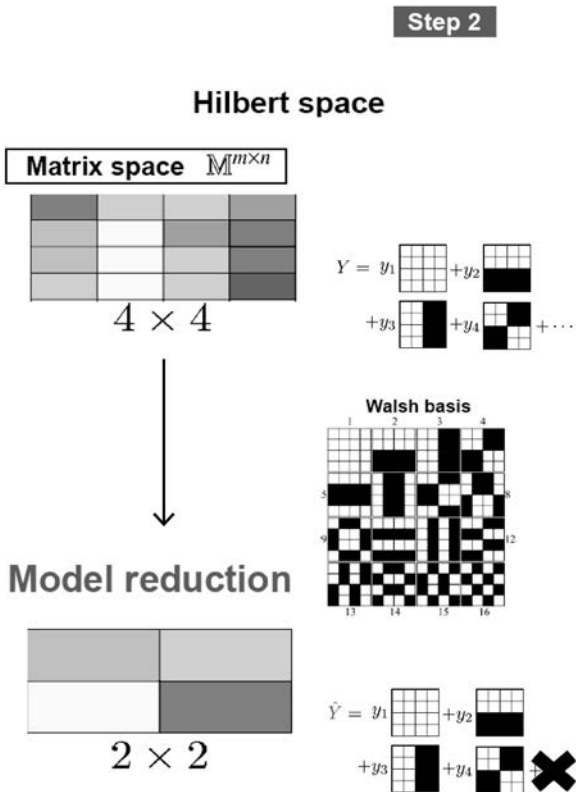 Step 2
Hilbert space
Matrix space 𝕄^{m×n}
4 × 4
Y = y₁ +y₂
+y₃ +y₄ +···
Walsh basis
1 2 3 4
5 8
9 12
13 14 15 16
Model reduction
2 × 2
Ŷ = y₁ +y₂
+y₃ +y₄ +